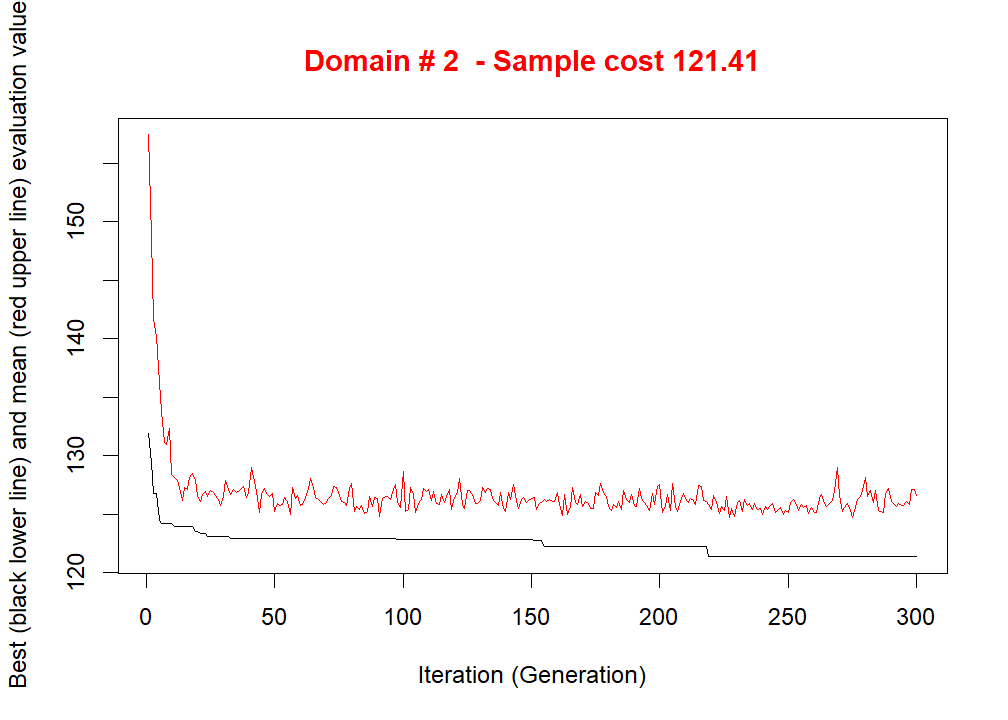 Domain # 2  - Sample cost 121.41
Best (black lower line) and mean (red upper line) evaluation value
150
140
130
120
0 50 100 150 200 250 300
Iteration (Generation)